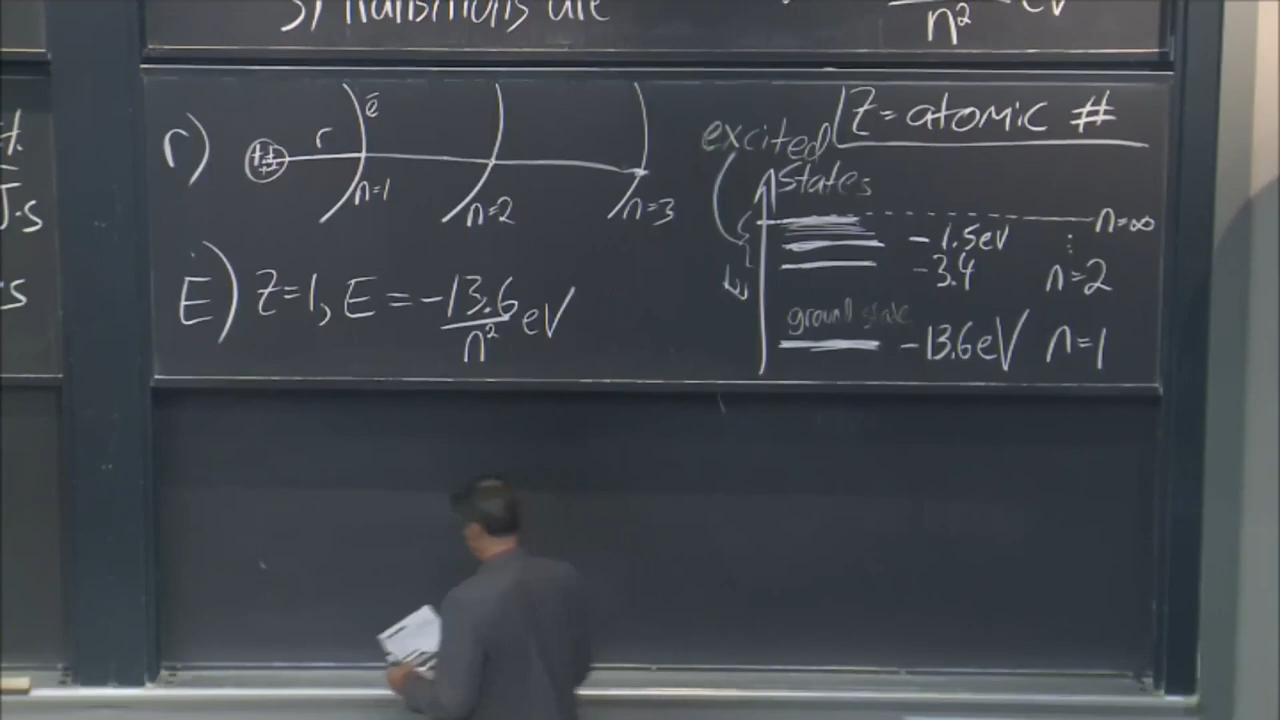 3) Transitions are
n² eV
J·s
s
r) r ē n=1 n=2 n=3
Z = atomic #
excited
states
n=∞
-1.5eV ⋮
-3.4 n=2
E) Z=1, E = -13.6/n² eV
E
ground state
-13.6eV n=1